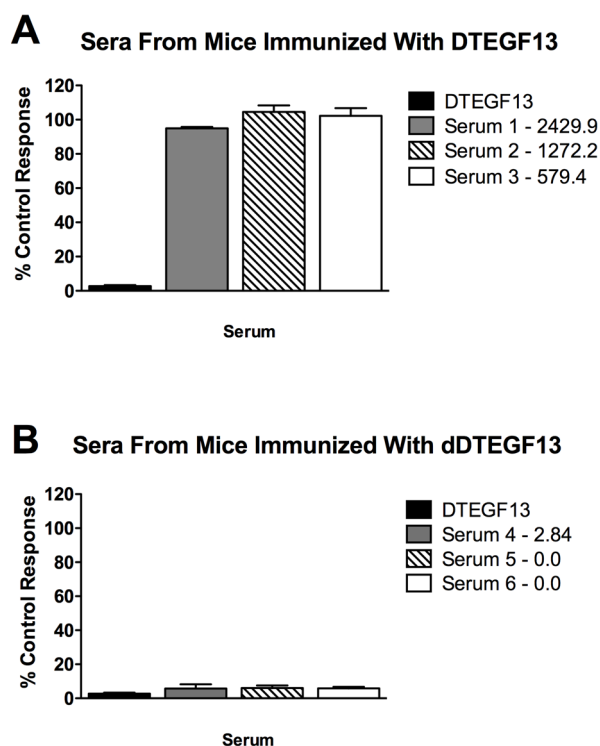 A
Sera From Mice Immunized With DTEGF13
% Control Response
120
100
80
60
40
20
0
Serum
DTEGF13
Serum 1 - 2429.9
Serum 2 - 1272.2
Serum 3 - 579.4
B
Sera From Mice Immunized With dDTEGF13
% Control Response
120
100
80
60
40
20
0
Serum
DTEGF13
Serum 4 - 2.84
Serum 5 - 0.0
Serum 6 - 0.0